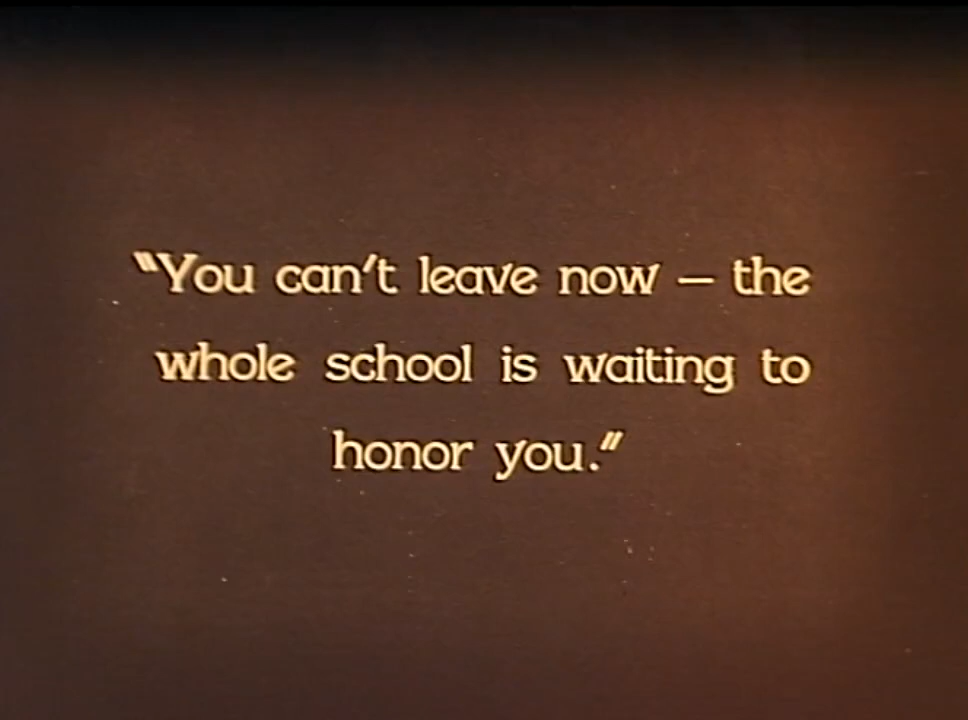 “You can’t leave now — the
whole school is waiting to
honor you.”